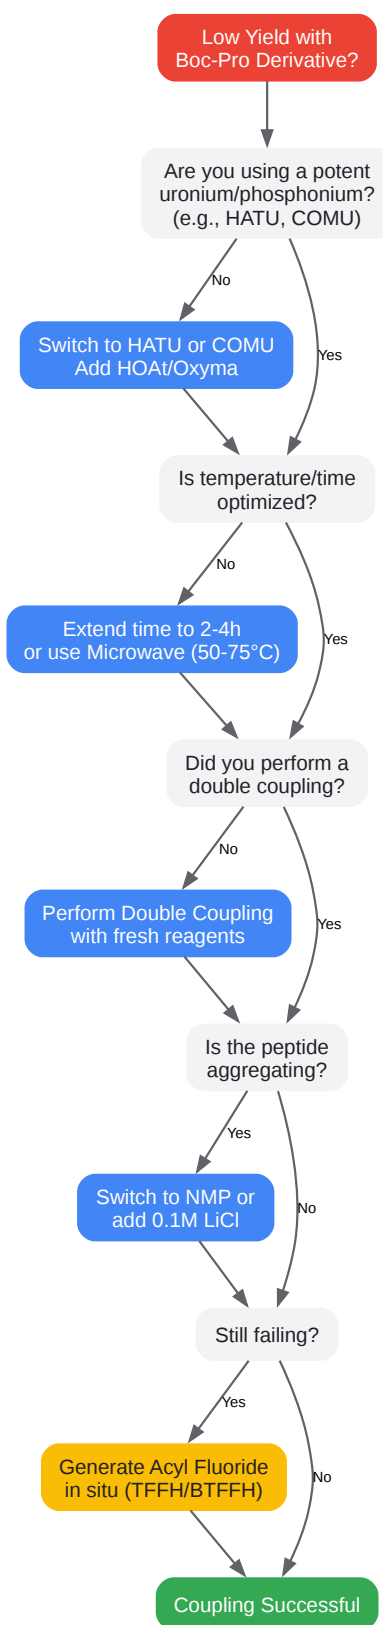 Low Yield with
Boc-Pro Derivative?
Are you using a potent
uronium/phosphonium?
(e.g., HATU, COMU)
No
Yes
Switch to HATU or COMU
Add HOAt/Oxyma
Is temperature/time
optimized?
No
Yes
Extend time to 2-4h
or use Microwave (50-75°C)
Did you perform a
double coupling?
No
Yes
Perform Double Coupling
with fresh reagents
Is the peptide
aggregating?
Yes
No
Switch to NMP or
add 0.1M LiCl
Still failing?
Yes
No
Generate Acyl Fluoride
in situ (TFFH/BTFFH)
Coupling Successful